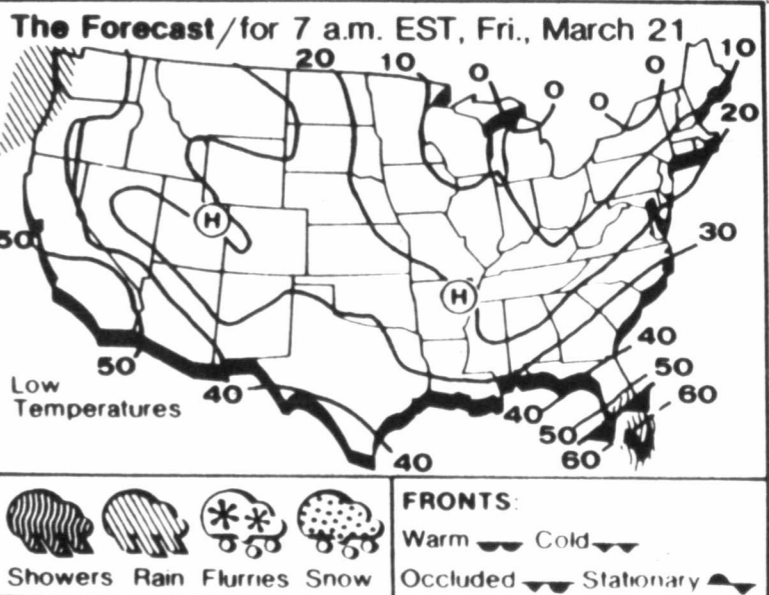 The Forecast/for 7 a.m. EST, Fri., March 21
20
10
0
0
0
0
10
20
50
H
H
30
50
40
40
50
60
40
50
60
40
Low
Temperatures
Showers Rain Flurries Snow
FRONTS:
Warm Cold
Occluded Stationary